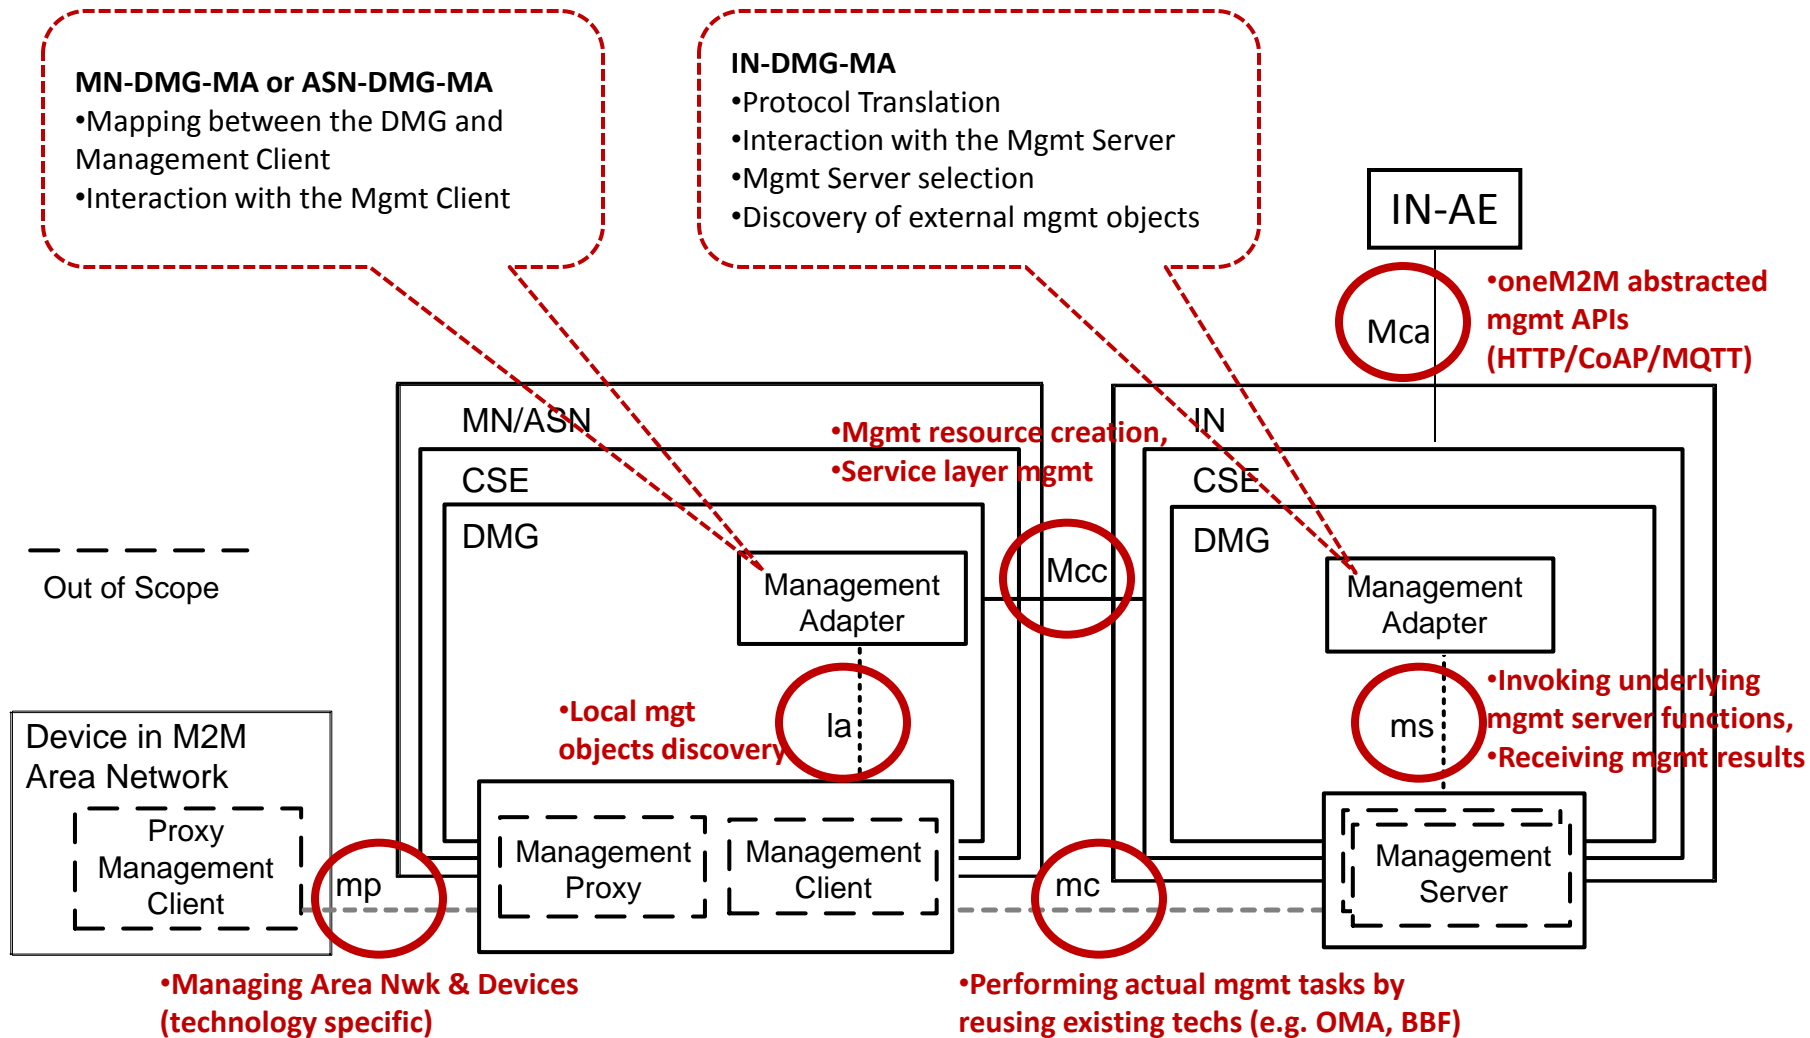 MN-DMG-MA or ASN-DMG-MA
•Mapping between the DMG and
Management Client
•Interaction with the Mgmt Client
IN-DMG-MA
•Protocol Translation
•Interaction with the Mgmt Server
•Mgmt Server selection
•Discovery of external mgmt objects
IN-AE
Mca
•oneM2M abstracted
mgmt APIs
(HTTP/CoAP/MQTT)
MN/ASN
CSE
DMG
•Mgmt resource creation,
•Service layer mgmt
IN
CSE
DMG
Mcc
Out of Scope
Management
Adapter
Management
Adapter
•Local mgt
objects discovery
la
ms
•Invoking underlying
mgmt server functions,
•Receiving mgmt results
Device in M2M
Area Network
Proxy
Management
Client
mp
Management
Proxy
Management
Client
mc
Management
Server
•Managing Area Nwk & Devices
(technology specific)
•Performing actual mgmt tasks by
reusing existing techs (e.g. OMA, BBF)